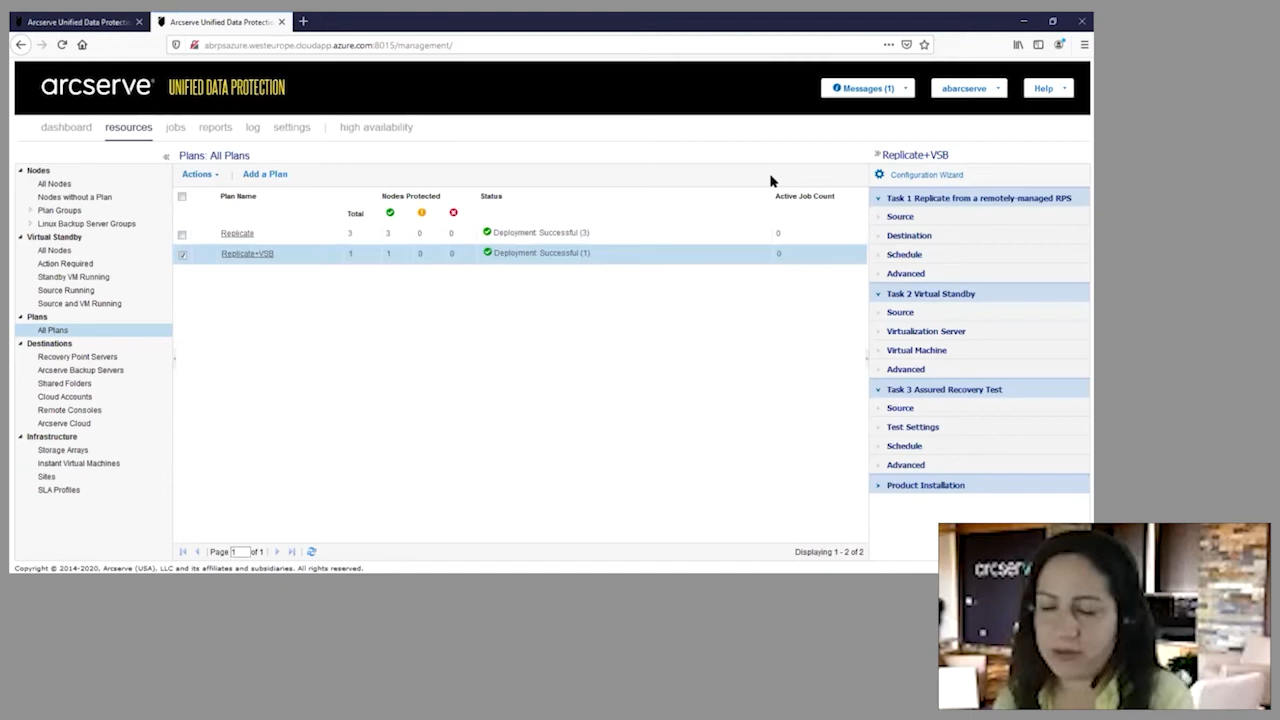 Arcserve Unified Data Protectio
Arcserve Unified Data Protectio
abrpsazure.westeurope.cloudapp.azure.com:8015/management/
arcserve® UNIFIED DATA PROTECTION
Messages (1)
abarcserve
Help
dashboard resources jobs reports log settings | high availability
Nodes
All Nodes
Nodes without a Plan
Plan Groups
Linux Backup Server Groups
Virtual Standby
All Nodes
Action Required
Standby VM Running
Source Running
Source and VM Running
Plans
All Plans
Destinations
Recovery Point Servers
Arcserve Backup Servers
Shared Folders
Cloud Accounts
Remote Consoles
Arcserve Cloud
Infrastructure
Storage Arrays
Instant Virtual Machines
Sites
SLA Profiles
Plans: All Plans
Actions | Add a Plan
Plan Name Nodes Protected Status Active Job Count
Total
Replicate 3 3 0 0 Deployment: Successful (3) 0
Replicate+VSB 1 1 0 0 Deployment: Successful (1) 0
Page 1 of 1
Displaying 1 - 2 of 2
Replicate+VSB
Configuration Wizard
Task 1 Replicate from a remotely-managed RPS
Source
Destination
Schedule
Advanced
Task 2 Virtual Standby
Source
Virtualization Server
Virtual Machine
Advanced
Task 3 Assured Recovery Test
Source
Test Settings
Schedule
Advanced
Product Installation
Copyright © 2014-2020, Arcserve (USA), LLC and its affiliates and subsidiaries. All rights reserved.
arcserv